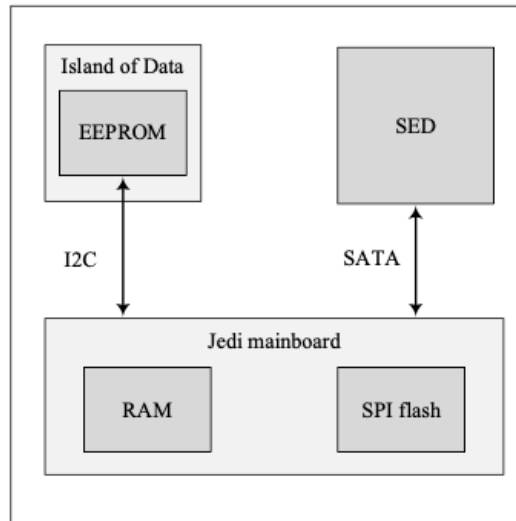 Island of Data
EEPROM
SED
I2C
SATA
Jedi mainboard
RAM
SPI flash